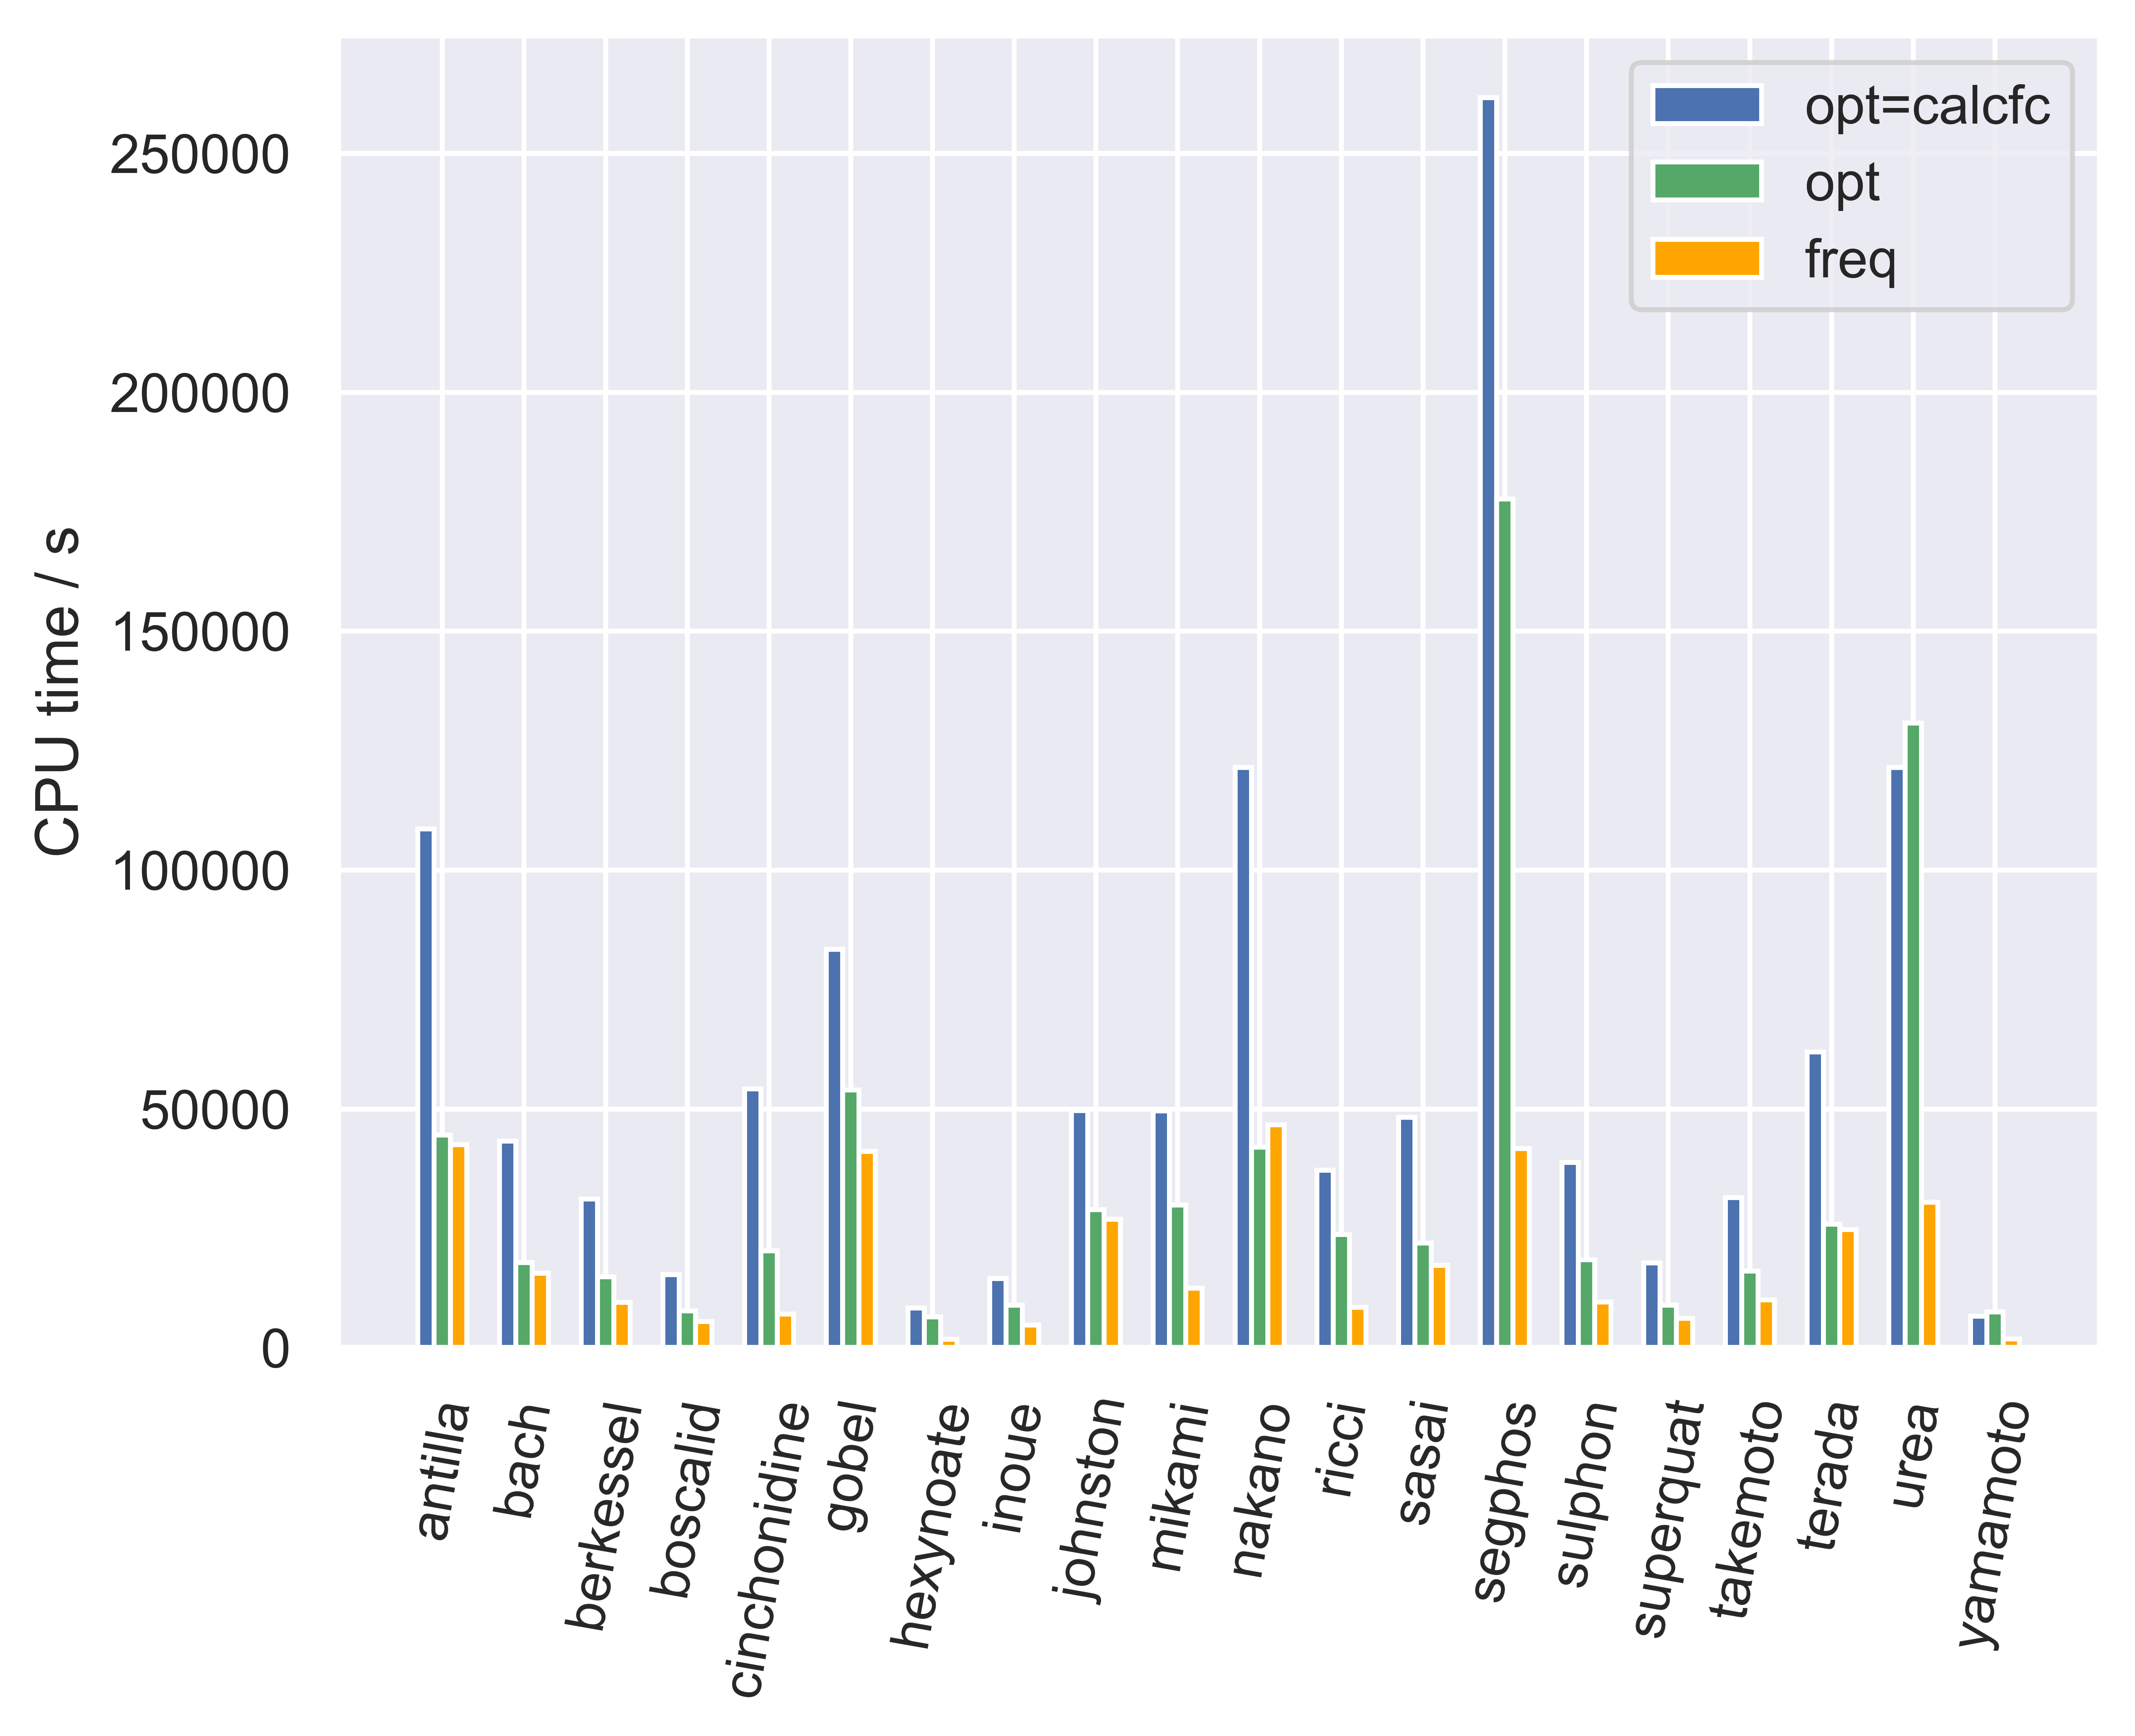 opt=calcfc
opt
freq
250000
200000
150000
100000
50000
0
CPU time / s
antilla
bach
berkessel
boscalid
cinchonidine
gobel
hexynoate
inoue
johnston
mikami
nakano
ricci
sasai
segphos
sulphon
superquat
takemoto
terada
urea
yamamoto